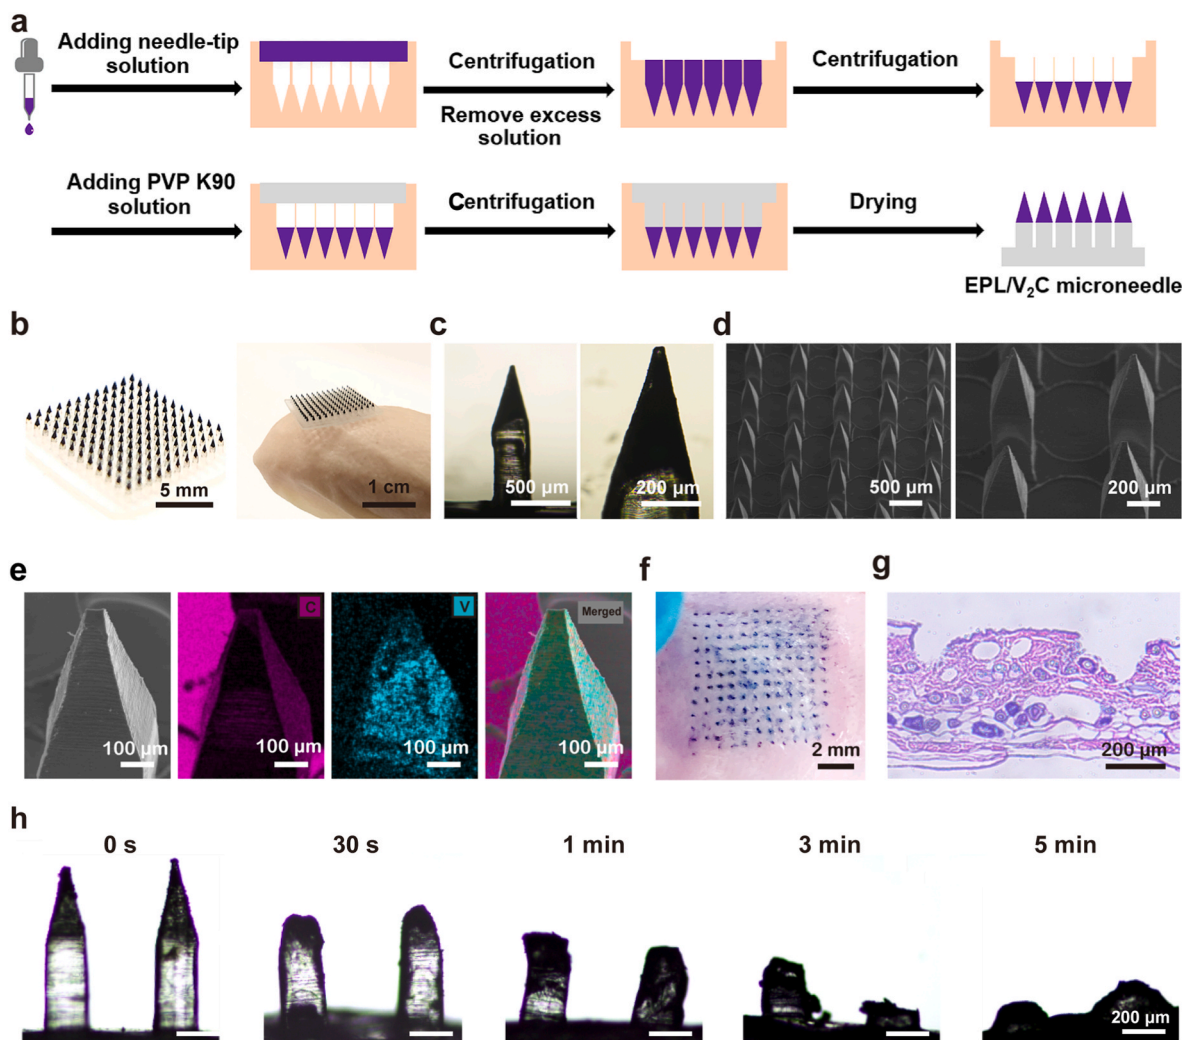 a
Adding needle-tip
solution
Centrifugation
Remove excess
solution
Centrifugation
Adding PVP K90
solution
Centrifugation
Drying
EPL/V₂C microneedle
b
5 mm
1 cm
c
500 µm
200 µm
d
500 µm
200 µm
e
C
V
Merged
100 µm
100 µm
100 µm
100 µm
f
2 mm
g
200 µm
h
0 s
30 s
1 min
3 min
5 min
200 µm